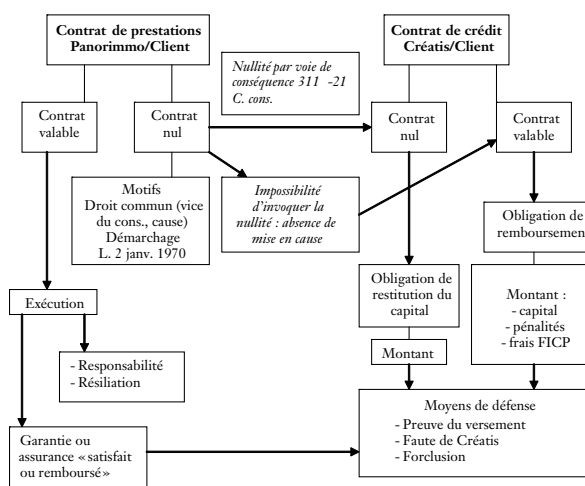 Contrat de prestations
Panorimmo/Client
Contrat de crédit
Créatis/Client
Nullité par voie de
conséquence 311 -21
C. cons.
Contrat
valable
Contrat
nul
Contrat
nul
Contrat
valable
Motifs
Droit commun (vice
du cons., cause)
Démarchage
L. 2 janv. 1970
Impossibilité
d'invoquer la
nullité : absence de
mise en cause
Obligation de
remboursement
Obligation de
restitution du
capital
Montant :
- capital
- pénalités
- frais FICP
Exécution
Montant
- Responsabilité
- Résiliation
Moyens de défense
- Preuve du versement
- Faute de Créatis
- Forclusion
Garantie ou
assurance « satisfait
ou remboursé »